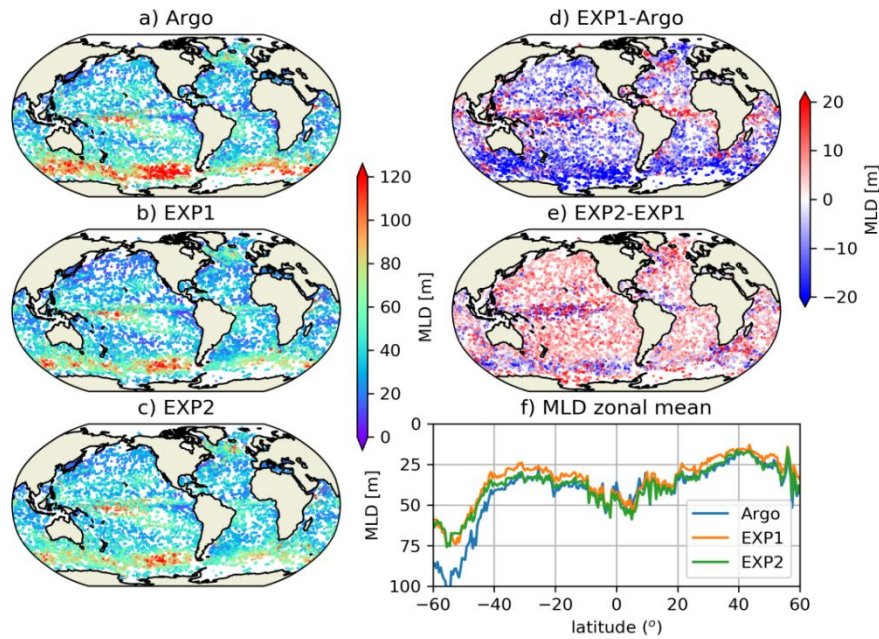 a) Argo
d) EXP1-Argo
b) EXP1
e) EXP2-EXP1
c) EXP2
120
100
80
60
40
20
0
MLD [m]
20
10
0
−10
−20
MLD [m]
f) MLD zonal mean
0
25
50
75
100
MLD [m]
Argo
EXP1
EXP2
−60
−40
−20
0
20
40
60
latitude (°)